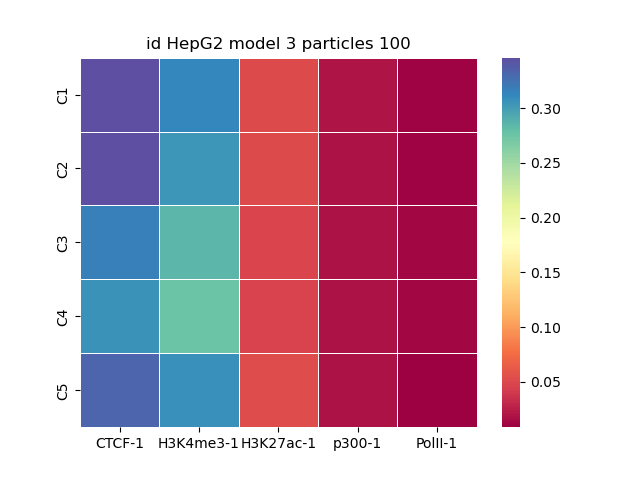 id HepG2 model 3 particles 100
C1
C2
C3
C4
C5
CTCF-1 H3K4me3-1 H3K27ac-1 p300-1 PolII-1
0.30
0.25
0.20
0.15
0.10
0.05